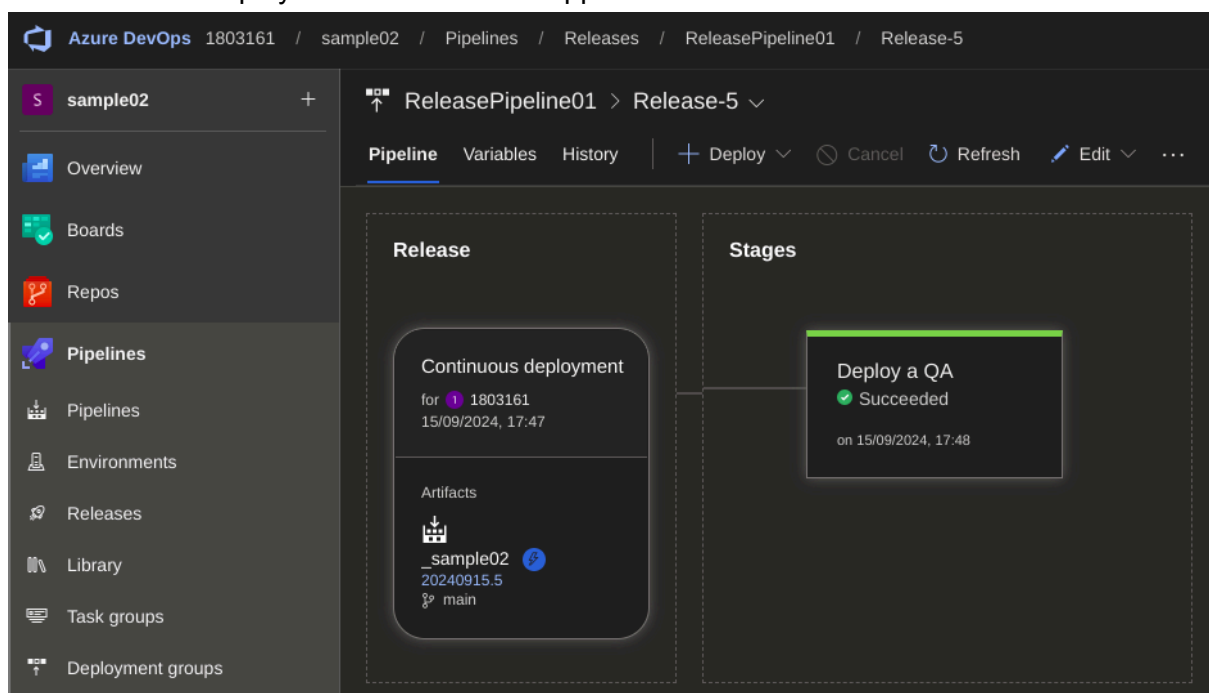 Azure DevOps 1803161 / sample02 / Pipelines / Releases / ReleasePipeline01 / Release-5
S sample02 +
Overview
Boards
Repos
Pipelines
Pipelines
Environments
Releases
Library
Task groups
Deployment groups
ReleasePipeline01 > Release-5
Pipeline Variables History + Deploy Cancel Refresh Edit ...
Release
Continuous deployment
for 1 1803161
15/09/2024, 17:47
Artifacts
_sample02
20240915.5
main
Stages
Deploy a QA
Succeeded
on 15/09/2024, 17:48